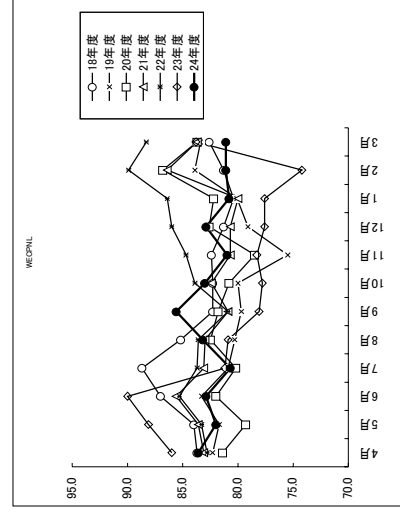 WECPNL
95.0
90.0
85.0
80.0
75.0
70.0
4月
5月
6月
7月
8月
9月
10月
11月
12月
1月
2月
3月
18年度
19年度
20年度
21年度
22年度
23年度
24年度